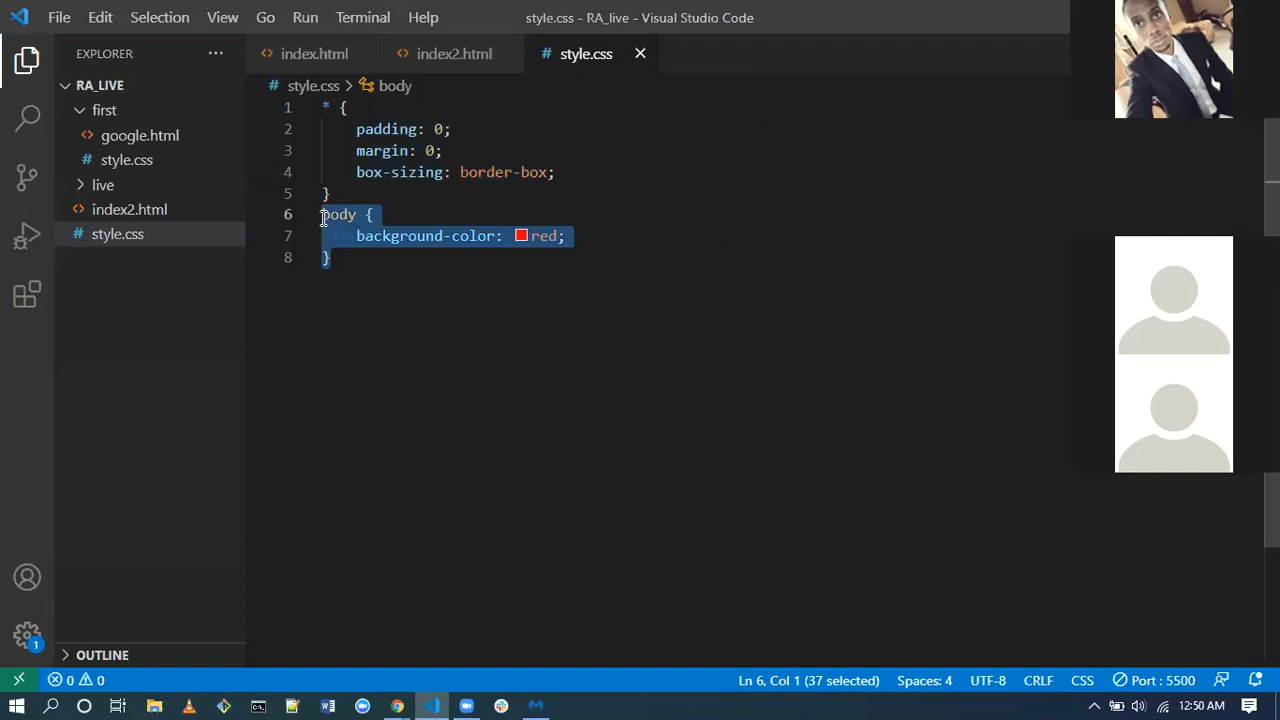 File Edit Selection View Go Run Terminal Help
style.css - RA_live - Visual Studio Code
EXPLORER
RA_LIVE
first
google.html
style.css
live
index2.html
style.css
OUTLINE
index.html index2.html style.css
style.css > body
1 * {
2 padding: 0;
3 margin: 0;
4 box-sizing: border-box;
5 }
6 body {
7 background-color: red;
8 }
1
0 0
Ln 6, Col 1 (37 selected) Spaces: 4 UTF-8 CRLF CSS Port : 5500
12:50 AM